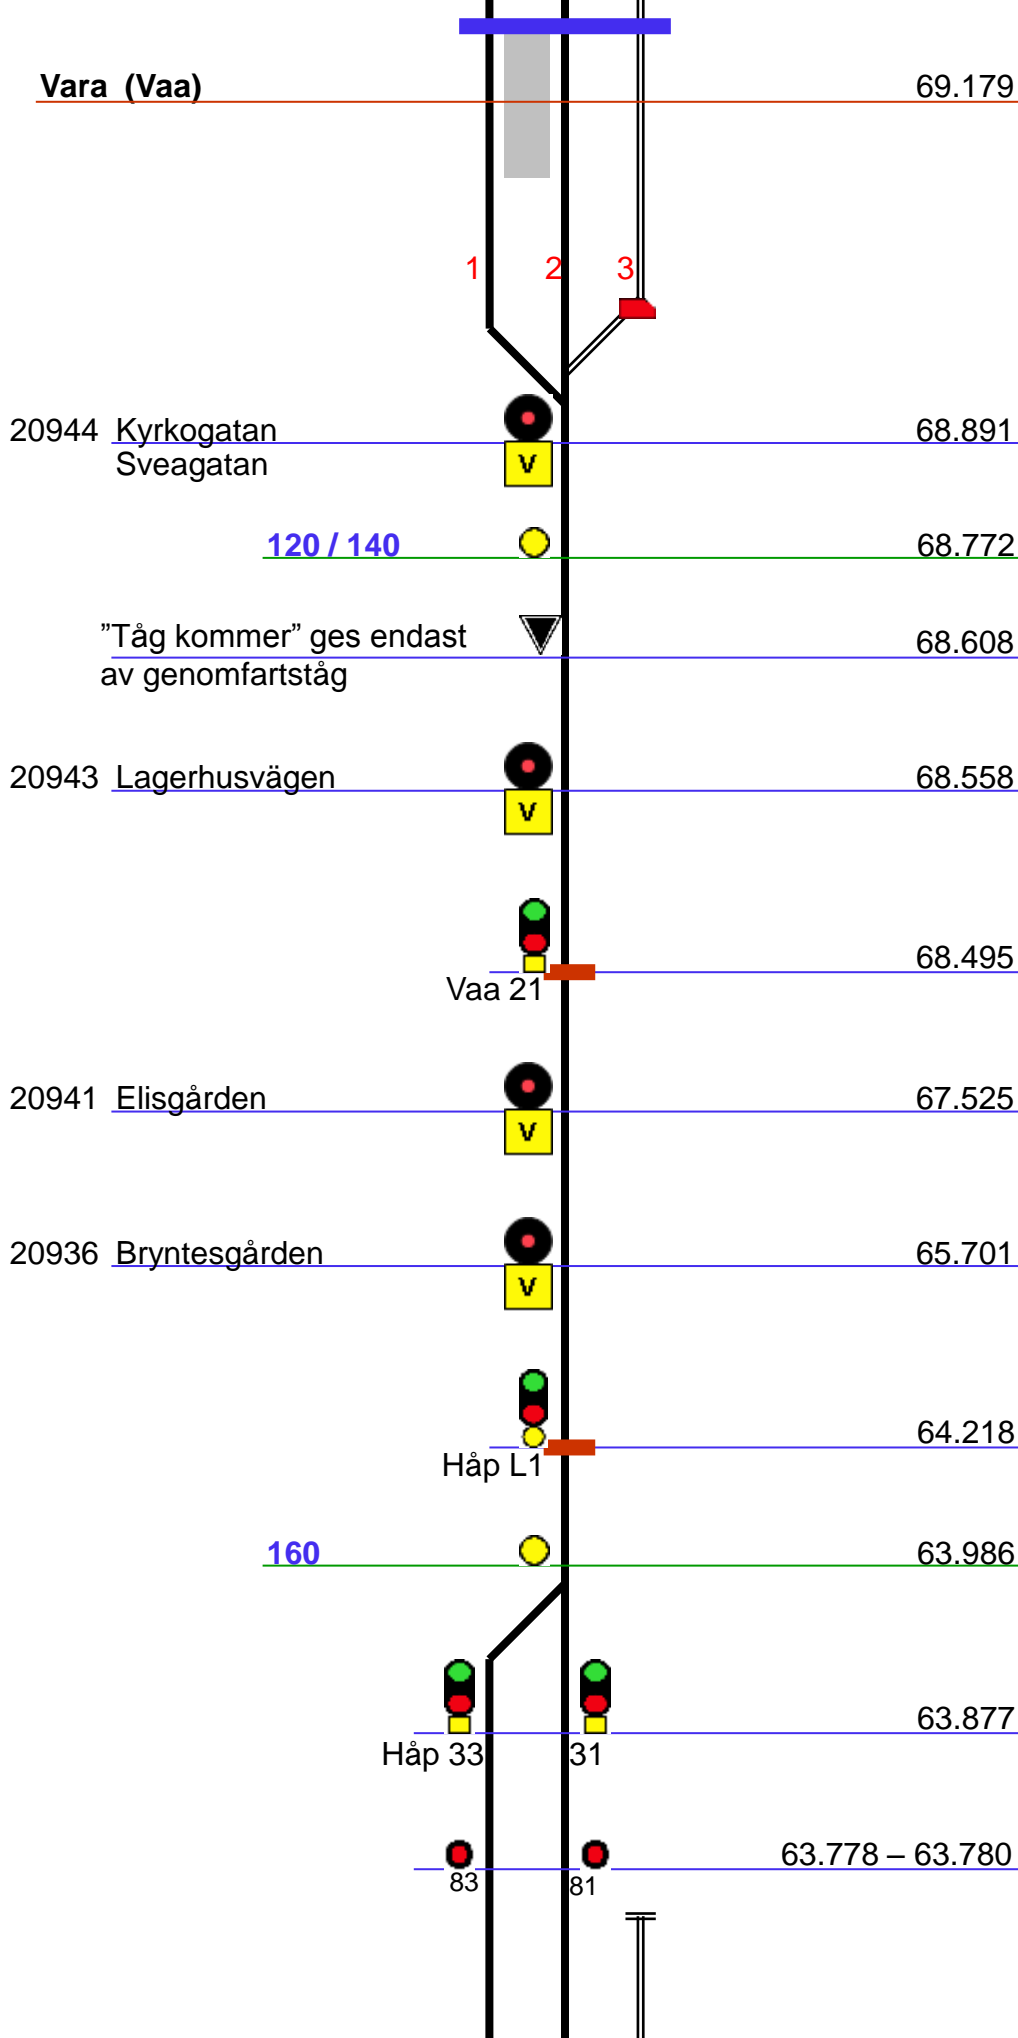 Vara (Vaa) 69.179
1 2 3
20944 Kyrkogatan 68.891
Sveagatan
V
120 / 140 68.772
”Tåg kommer” ges endast 68.608
av genomfartståg
20943 Lagerhusvägen 68.558
V
68.495
Vaa 21
20941 Elisgården 67.525
V
20936 Bryntesgården 65.701
V
64.218
Håp L1
160 63.986
63.877
Håp 33 31
63.778 – 63.780
83 81